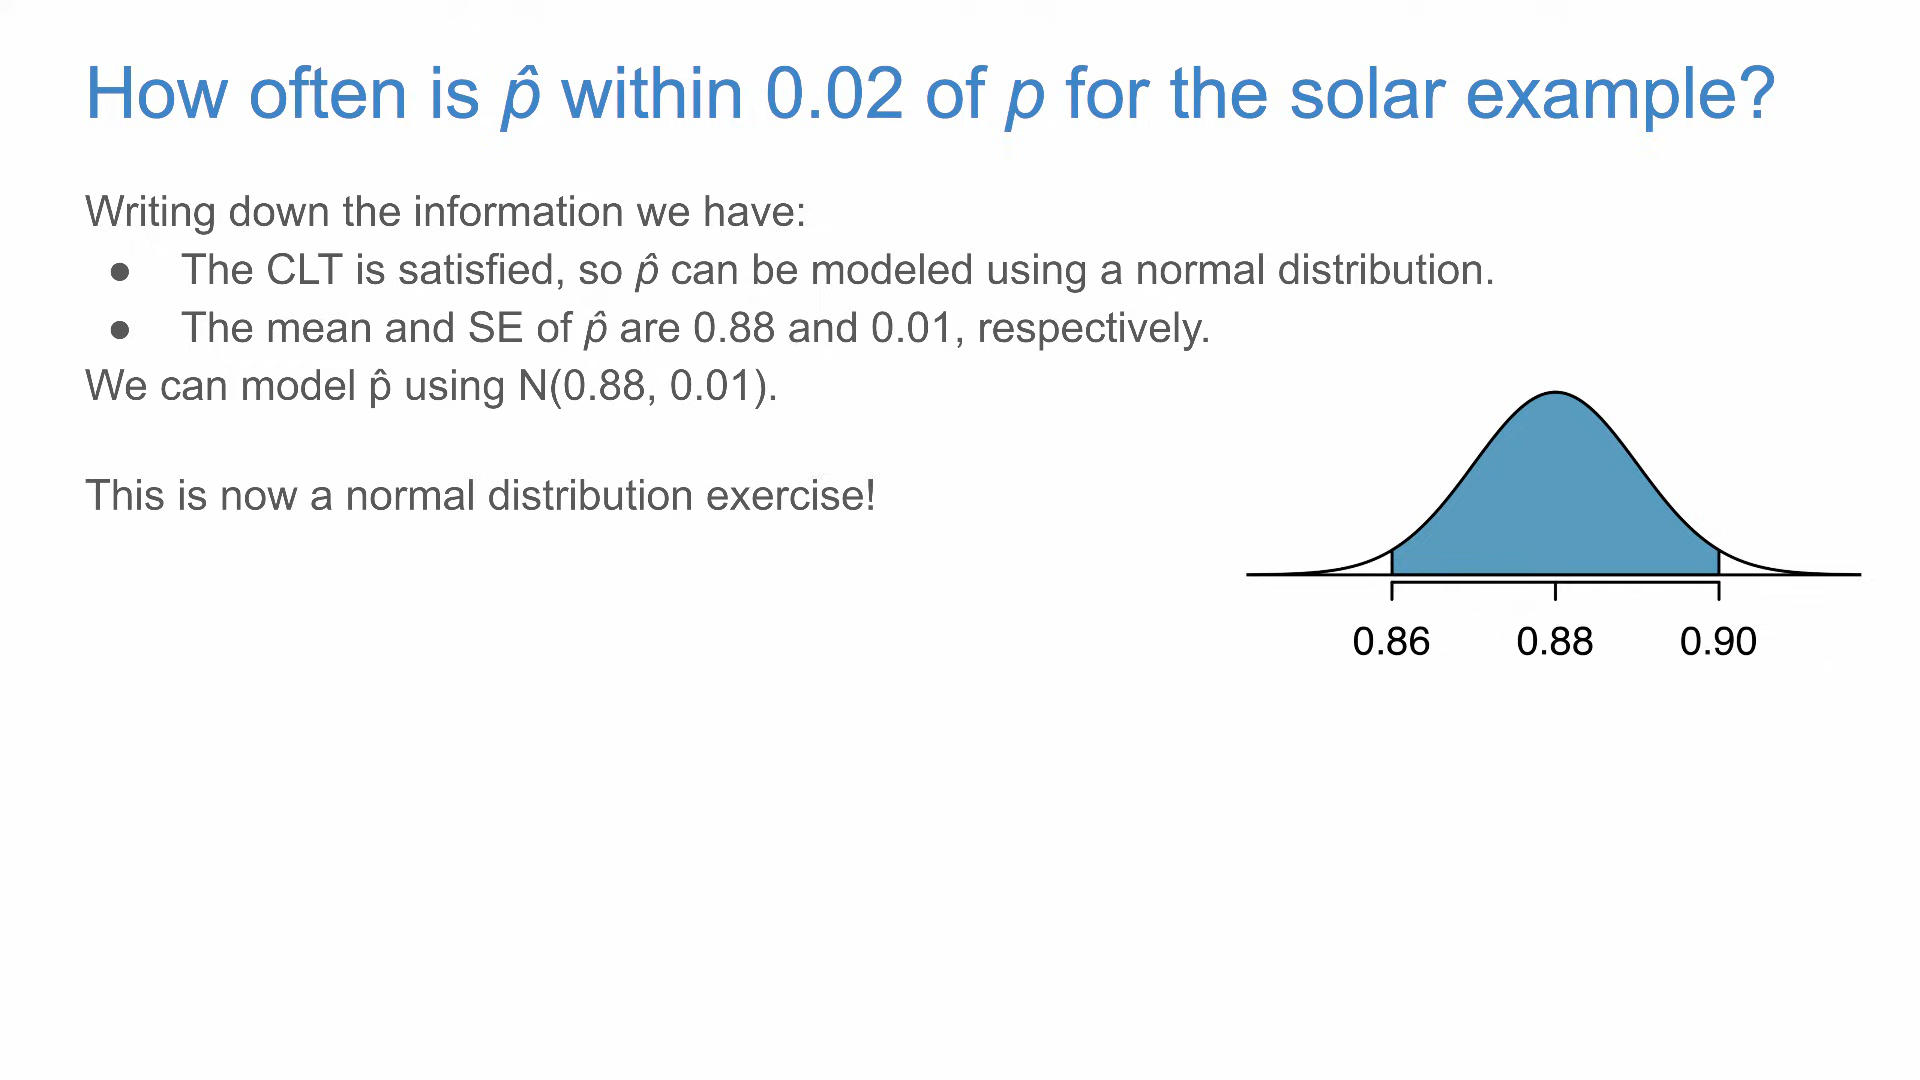 How often is p̂ within 0.02 of p for the solar example?
Writing down the information we have:
● The CLT is satisfied, so p̂ can be modeled using a normal distribution.
● The mean and SE of p̂ are 0.88 and 0.01, respectively.
We can model p̂ using N(0.88, 0.01).
This is now a normal distribution exercise!
0.86 0.88 0.90